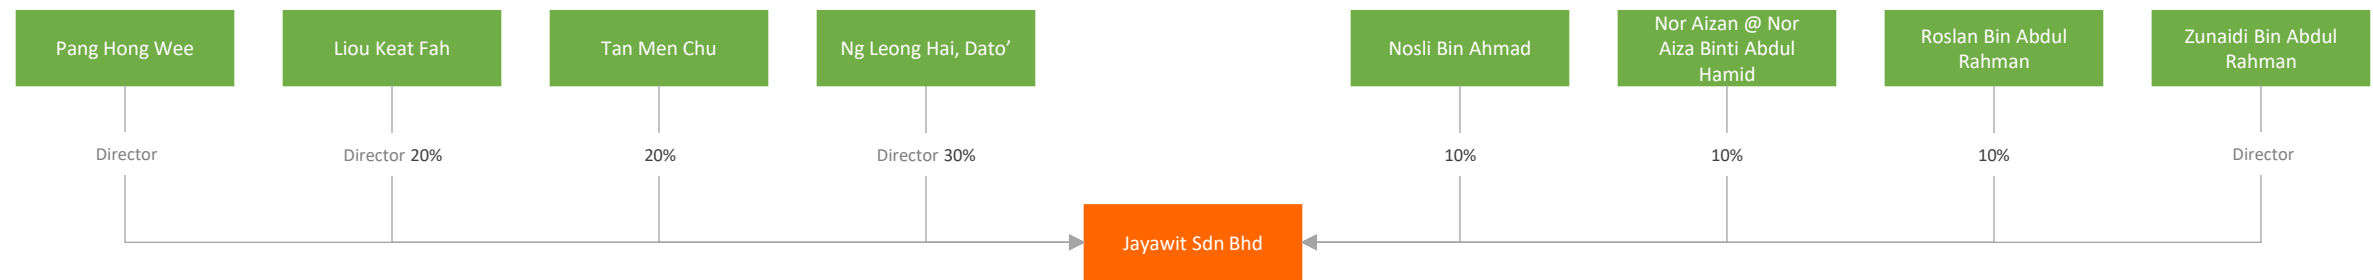 Pang Hong Wee
Liou Keat Fah
Tan Men Chu
Ng Leong Hai, Dato’
Nosli Bin Ahmad
Nor Aizan @ Nor
Aiza Binti Abdul
Hamid
Roslan Bin Abdul
Rahman
Zunaidi Bin Abdul
Rahman
Director
Director 20%
20%
Director 30%
10%
10%
10%
Director
Jayawit Sdn Bhd